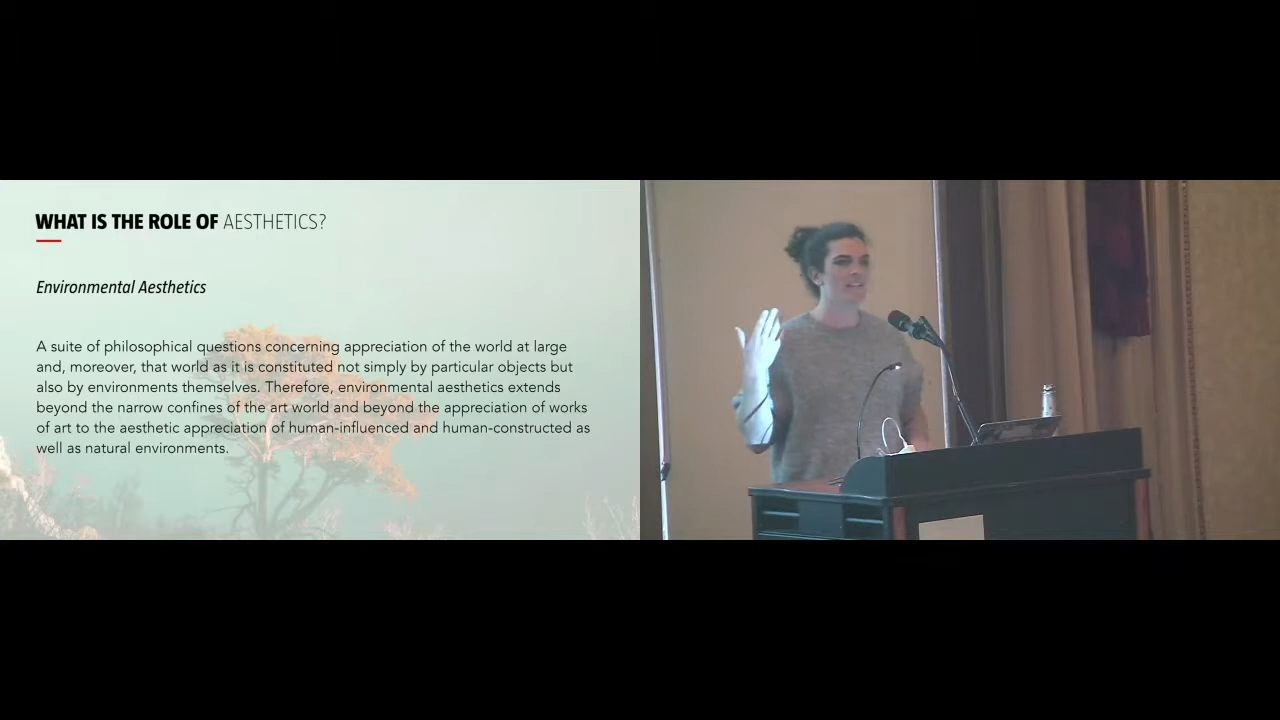 WHAT IS THE ROLE OF AESTHETICS?
Environmental Aesthetics
A suite of philosophical questions concerning appreciation of the world at large
and, moreover, that world as it is constituted not simply by particular objects but
also by environments themselves. Therefore, environmental aesthetics extends
beyond the narrow confines of the art world and beyond the appreciation of works
of art to the aesthetic appreciation of human-influenced and human-constructed as
well as natural environments.